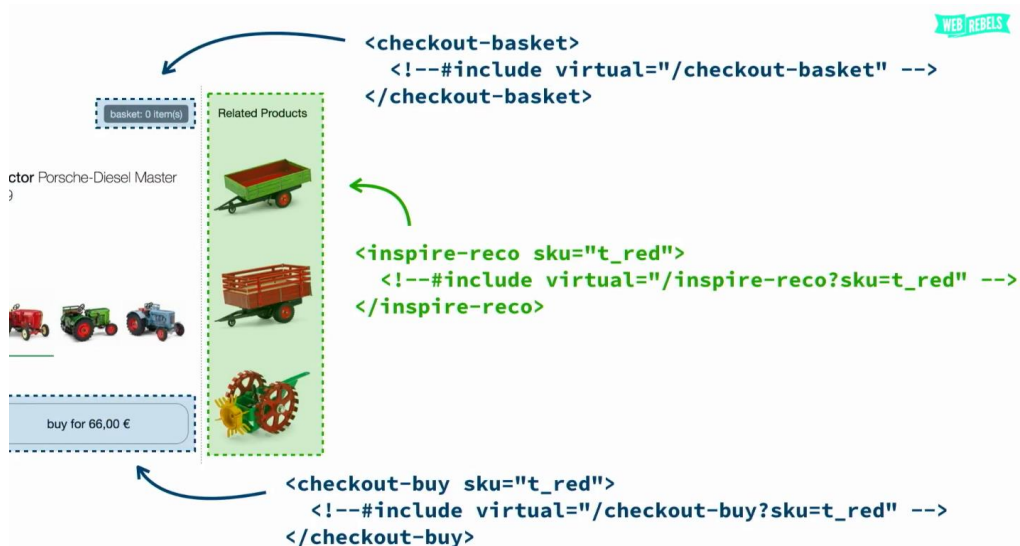 WEB REBELS
<checkout-basket>
<!--#include virtual="/checkout-basket" -->
</checkout-basket>
basket: 0 item(s)
Related Products
ctor Porsche-Diesel Master
9
<inspire-reco sku="t_red">
<!--#include virtual="/inspire-reco?sku=t_red" -->
</inspire-reco>
buy for 66,00 €
<checkout-buy sku="t_red">
<!--#include virtual="/checkout-buy?sku=t_red" -->
</checkout-buy>